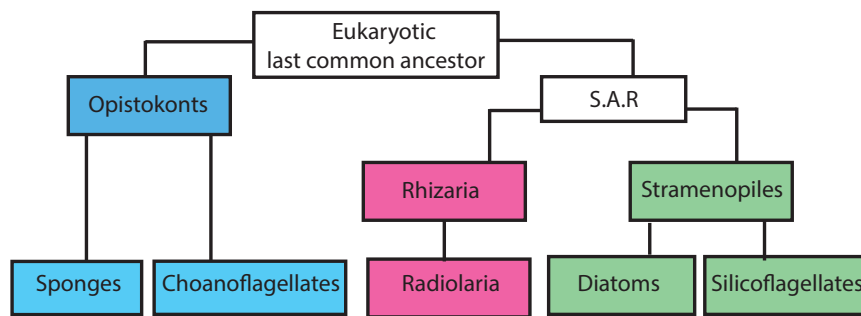 Eukaryotic
last common ancestor
Opistokonts
S.A.R
Rhizaria
Stramenopiles
Sponges
Choanoflagellates
Radiolaria
Diatoms
Silicoflagellates